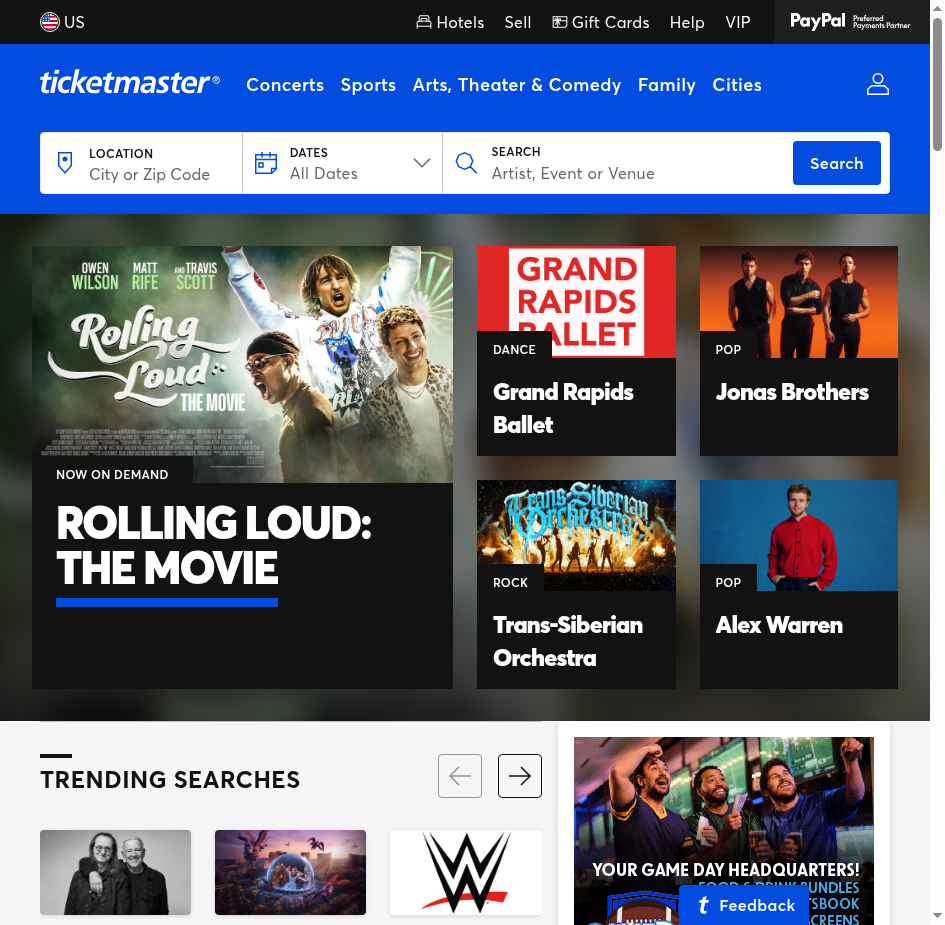 US
Hotels
Sell
Gift Cards
Help
VIP
PayPal
Preferred
Payments Partner
ticketmaster®
Concerts
Sports
Arts, Theater & Comedy
Family
Cities
LOCATION
City or Zip Code
DATES
All Dates
SEARCH
Artist, Event or Venue
Search
OWEN
WILSON
MATT
RIFE
AND TRAVIS
SCOTT
Rolling
Loud
THE MOVIE
NOW ON DEMAND
ROLLING LOUD:
THE MOVIE
GRAND
RAPIDS
BALLET
DANCE
Grand Rapids
Ballet
POP
Jonas Brothers
Trans-Siberian
Orchestra
ROCK
Trans-Siberian
Orchestra
POP
Alex Warren
TRENDING SEARCHES
W
YOUR GAME DAY HEADQUARTERS!
FOOD & DRINK BUNDLES
t Feedback